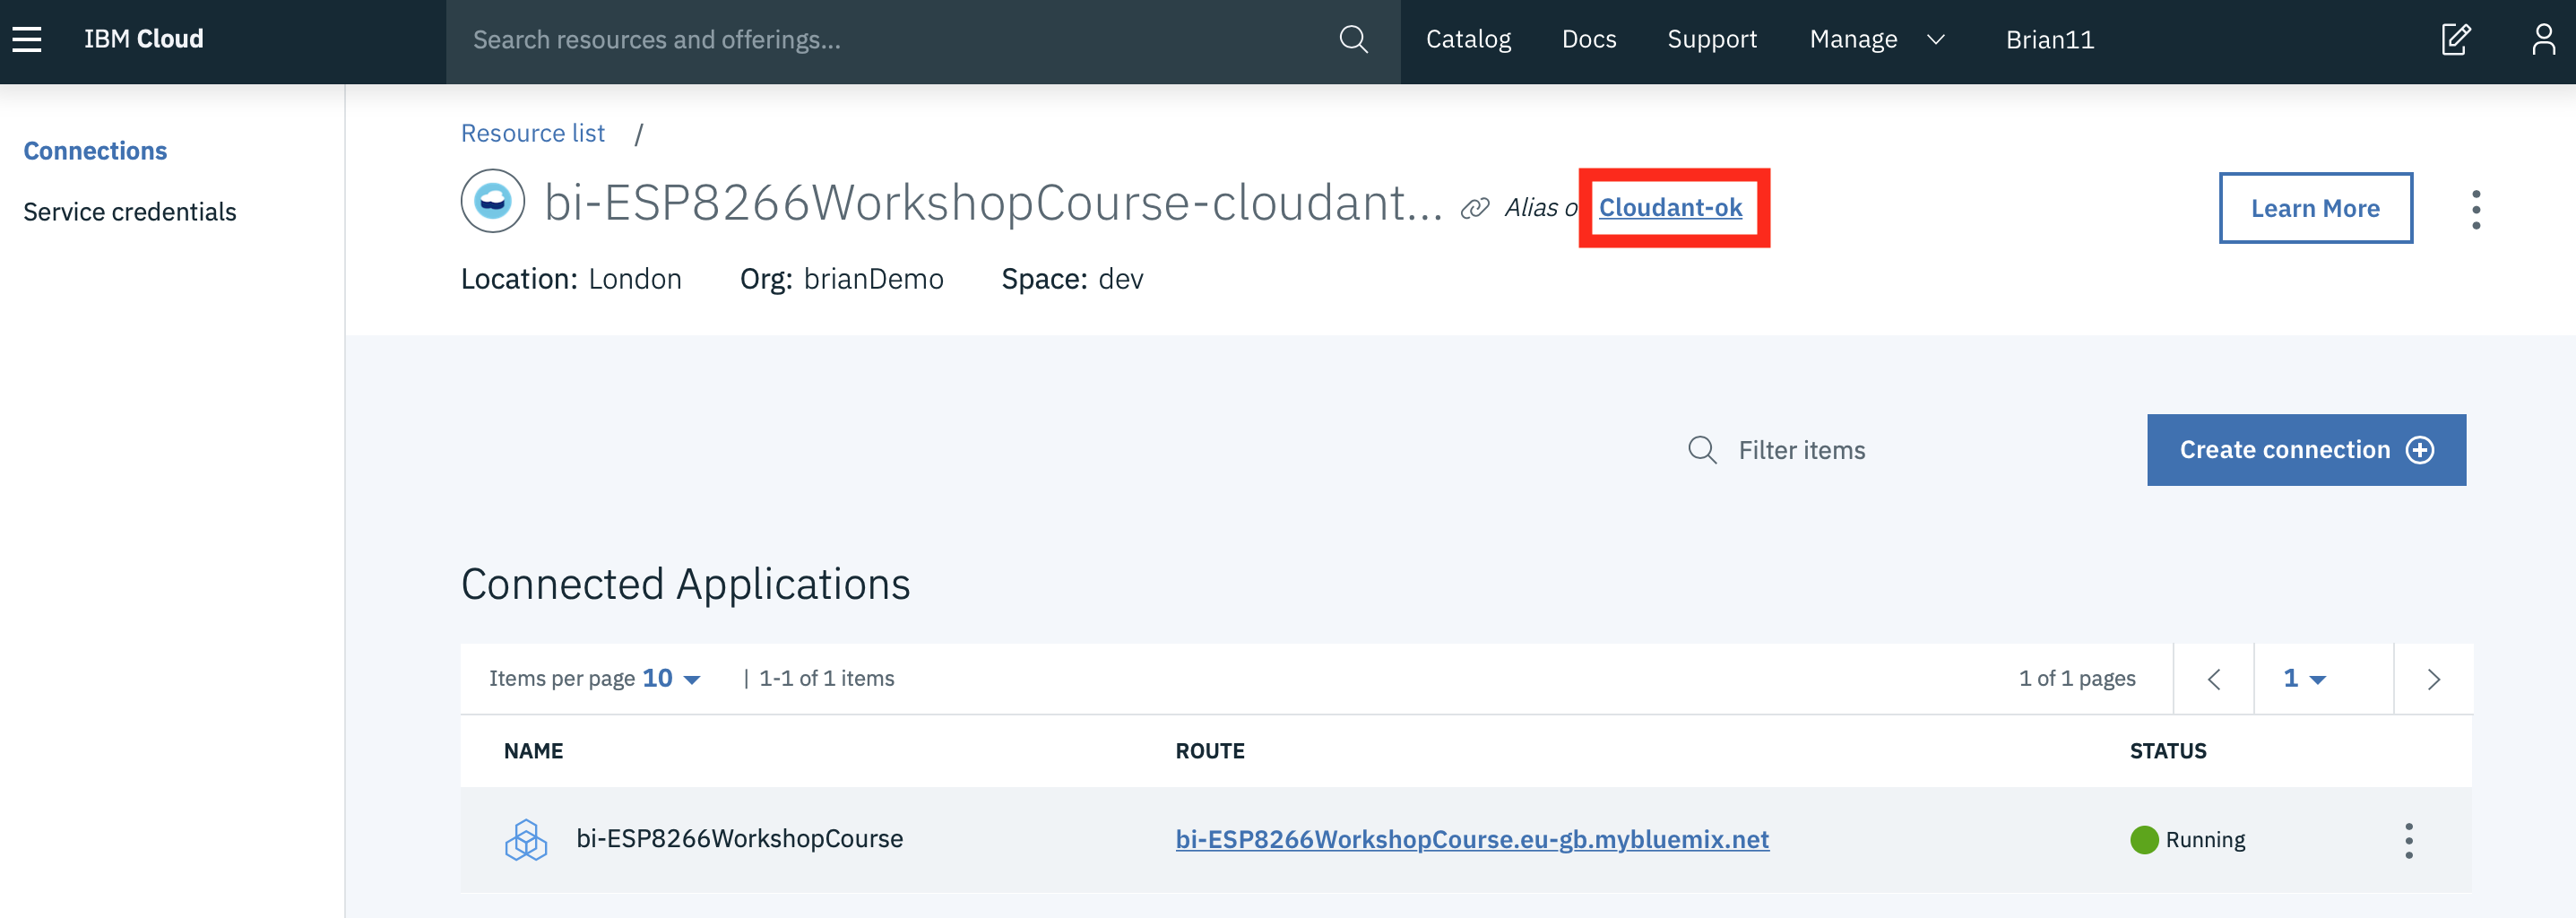 IBM Cloud
Search resources and offerings...
Catalog Docs Support Manage Brian11
Connections
Service credentials
Resource list /
bi-ESP8266WorkshopCourse-cloudant... Alias o Cloudant-ok
Learn More
Location: London Org: brianDemo Space: dev
Filter items
Create connection
Connected Applications
Items per page 10 | 1-1 of 1 items 1 of 1 pages 1
NAME ROUTE STATUS
bi-ESP8266WorkshopCourse bi-ESP8266WorkshopCourse.eu-gb.mybluemix.net Running